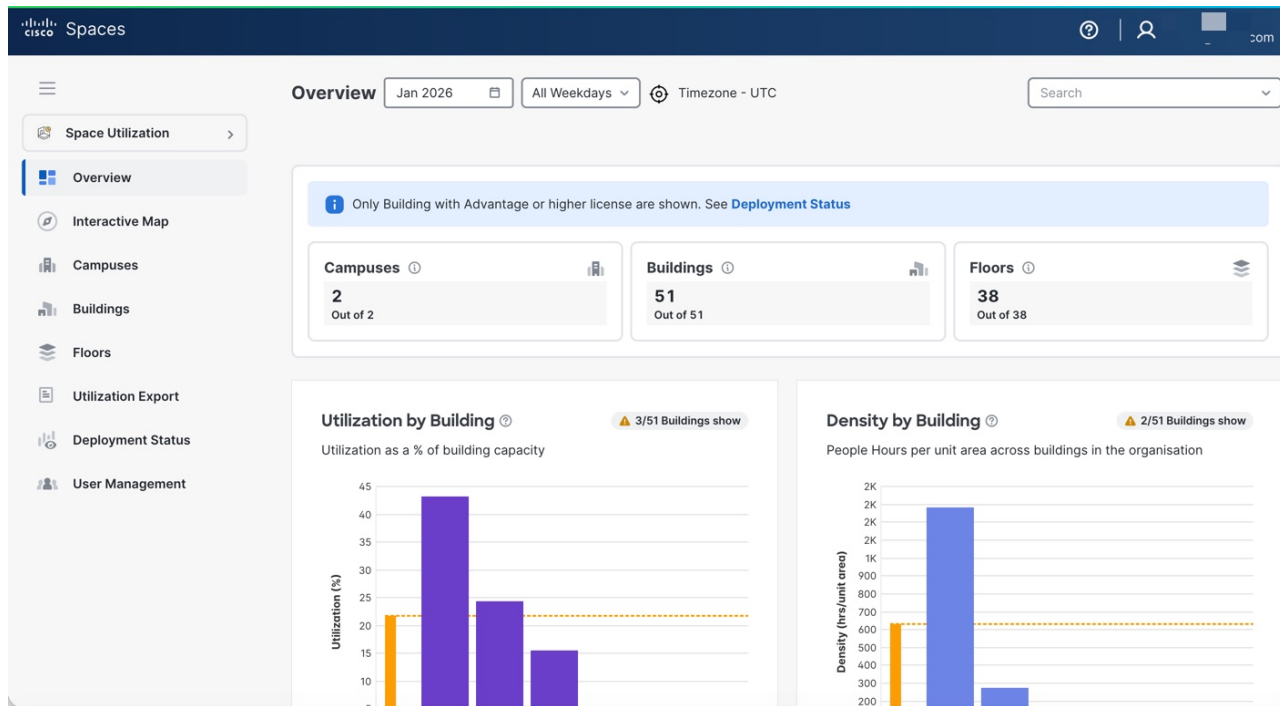 cisco Spaces
com
Overview Jan 2026 All Weekdays Timezone - UTC Search
Space Utilization
Overview
Interactive Map
Campuses
Buildings
Floors
Utilization Export
Deployment Status
User Management
Only Building with Advantage or higher license are shown. See Deployment Status
Campuses
2
Out of 2
Buildings
51
Out of 51
Floors
38
Out of 38
Utilization by Building
3/51 Buildings show
Utilization as a % of building capacity
45
40
35
30
25
20
15
10
Utilization (%)
Density by Building
2/51 Buildings show
People Hours per unit area across buildings in the organisation
2K
2K
2K
2K
1K
900
800
700
600
500
400
300
200
Density (hrs/unit area)